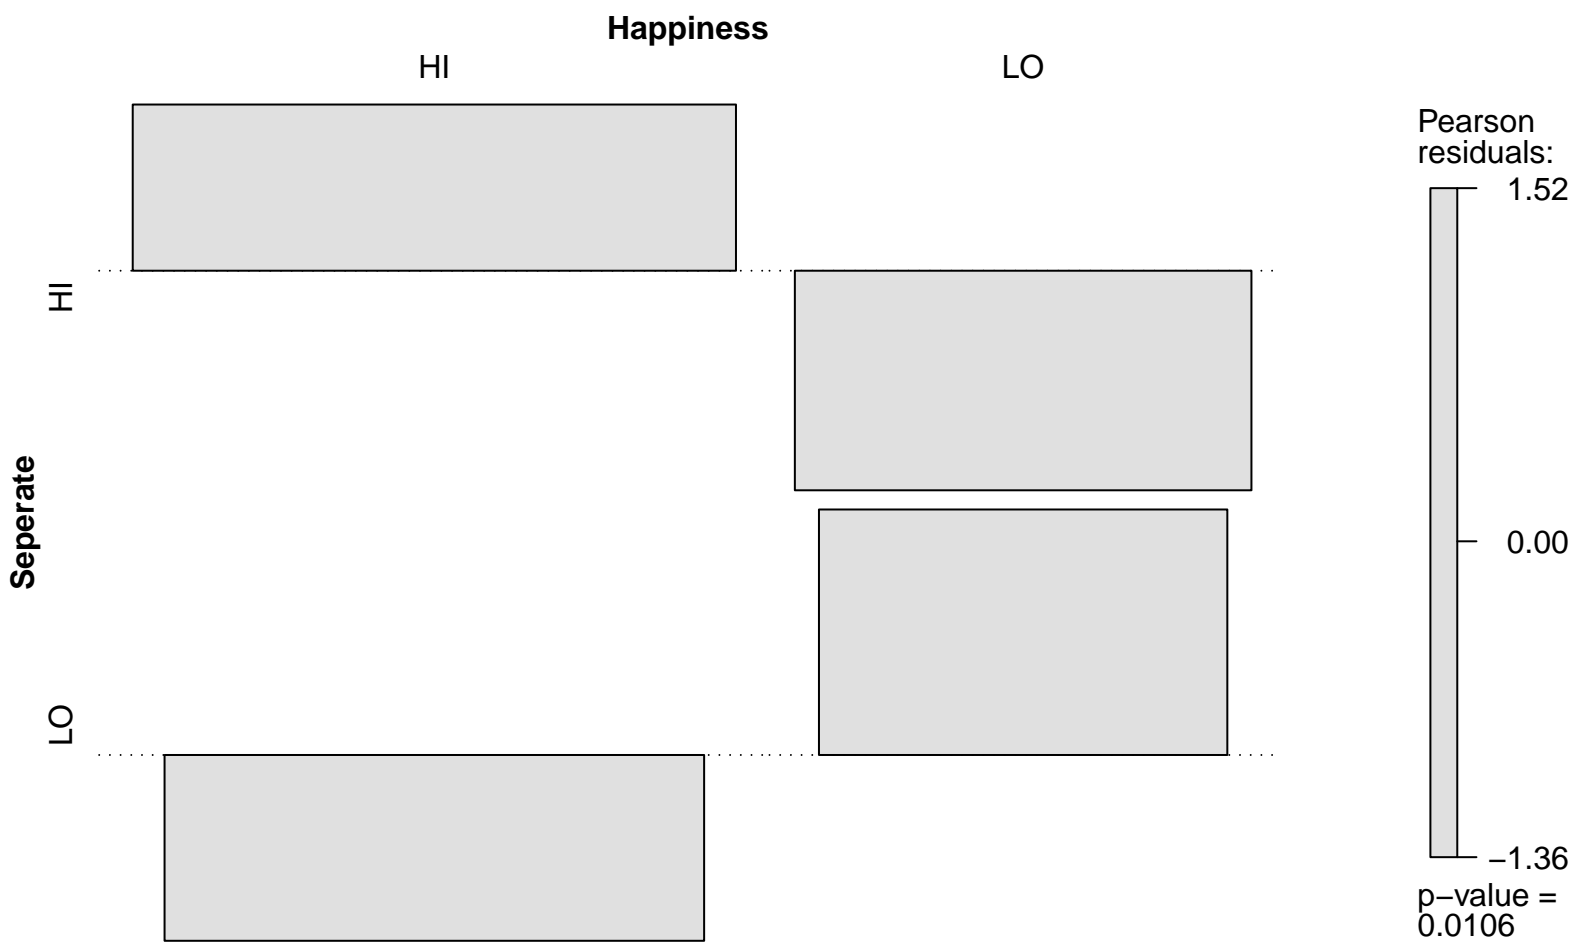 Happiness
HI
LO
Seperate
HI
LO
Pearson
residuals:
1.52
0.00
−1.36
p−value =
0.0106